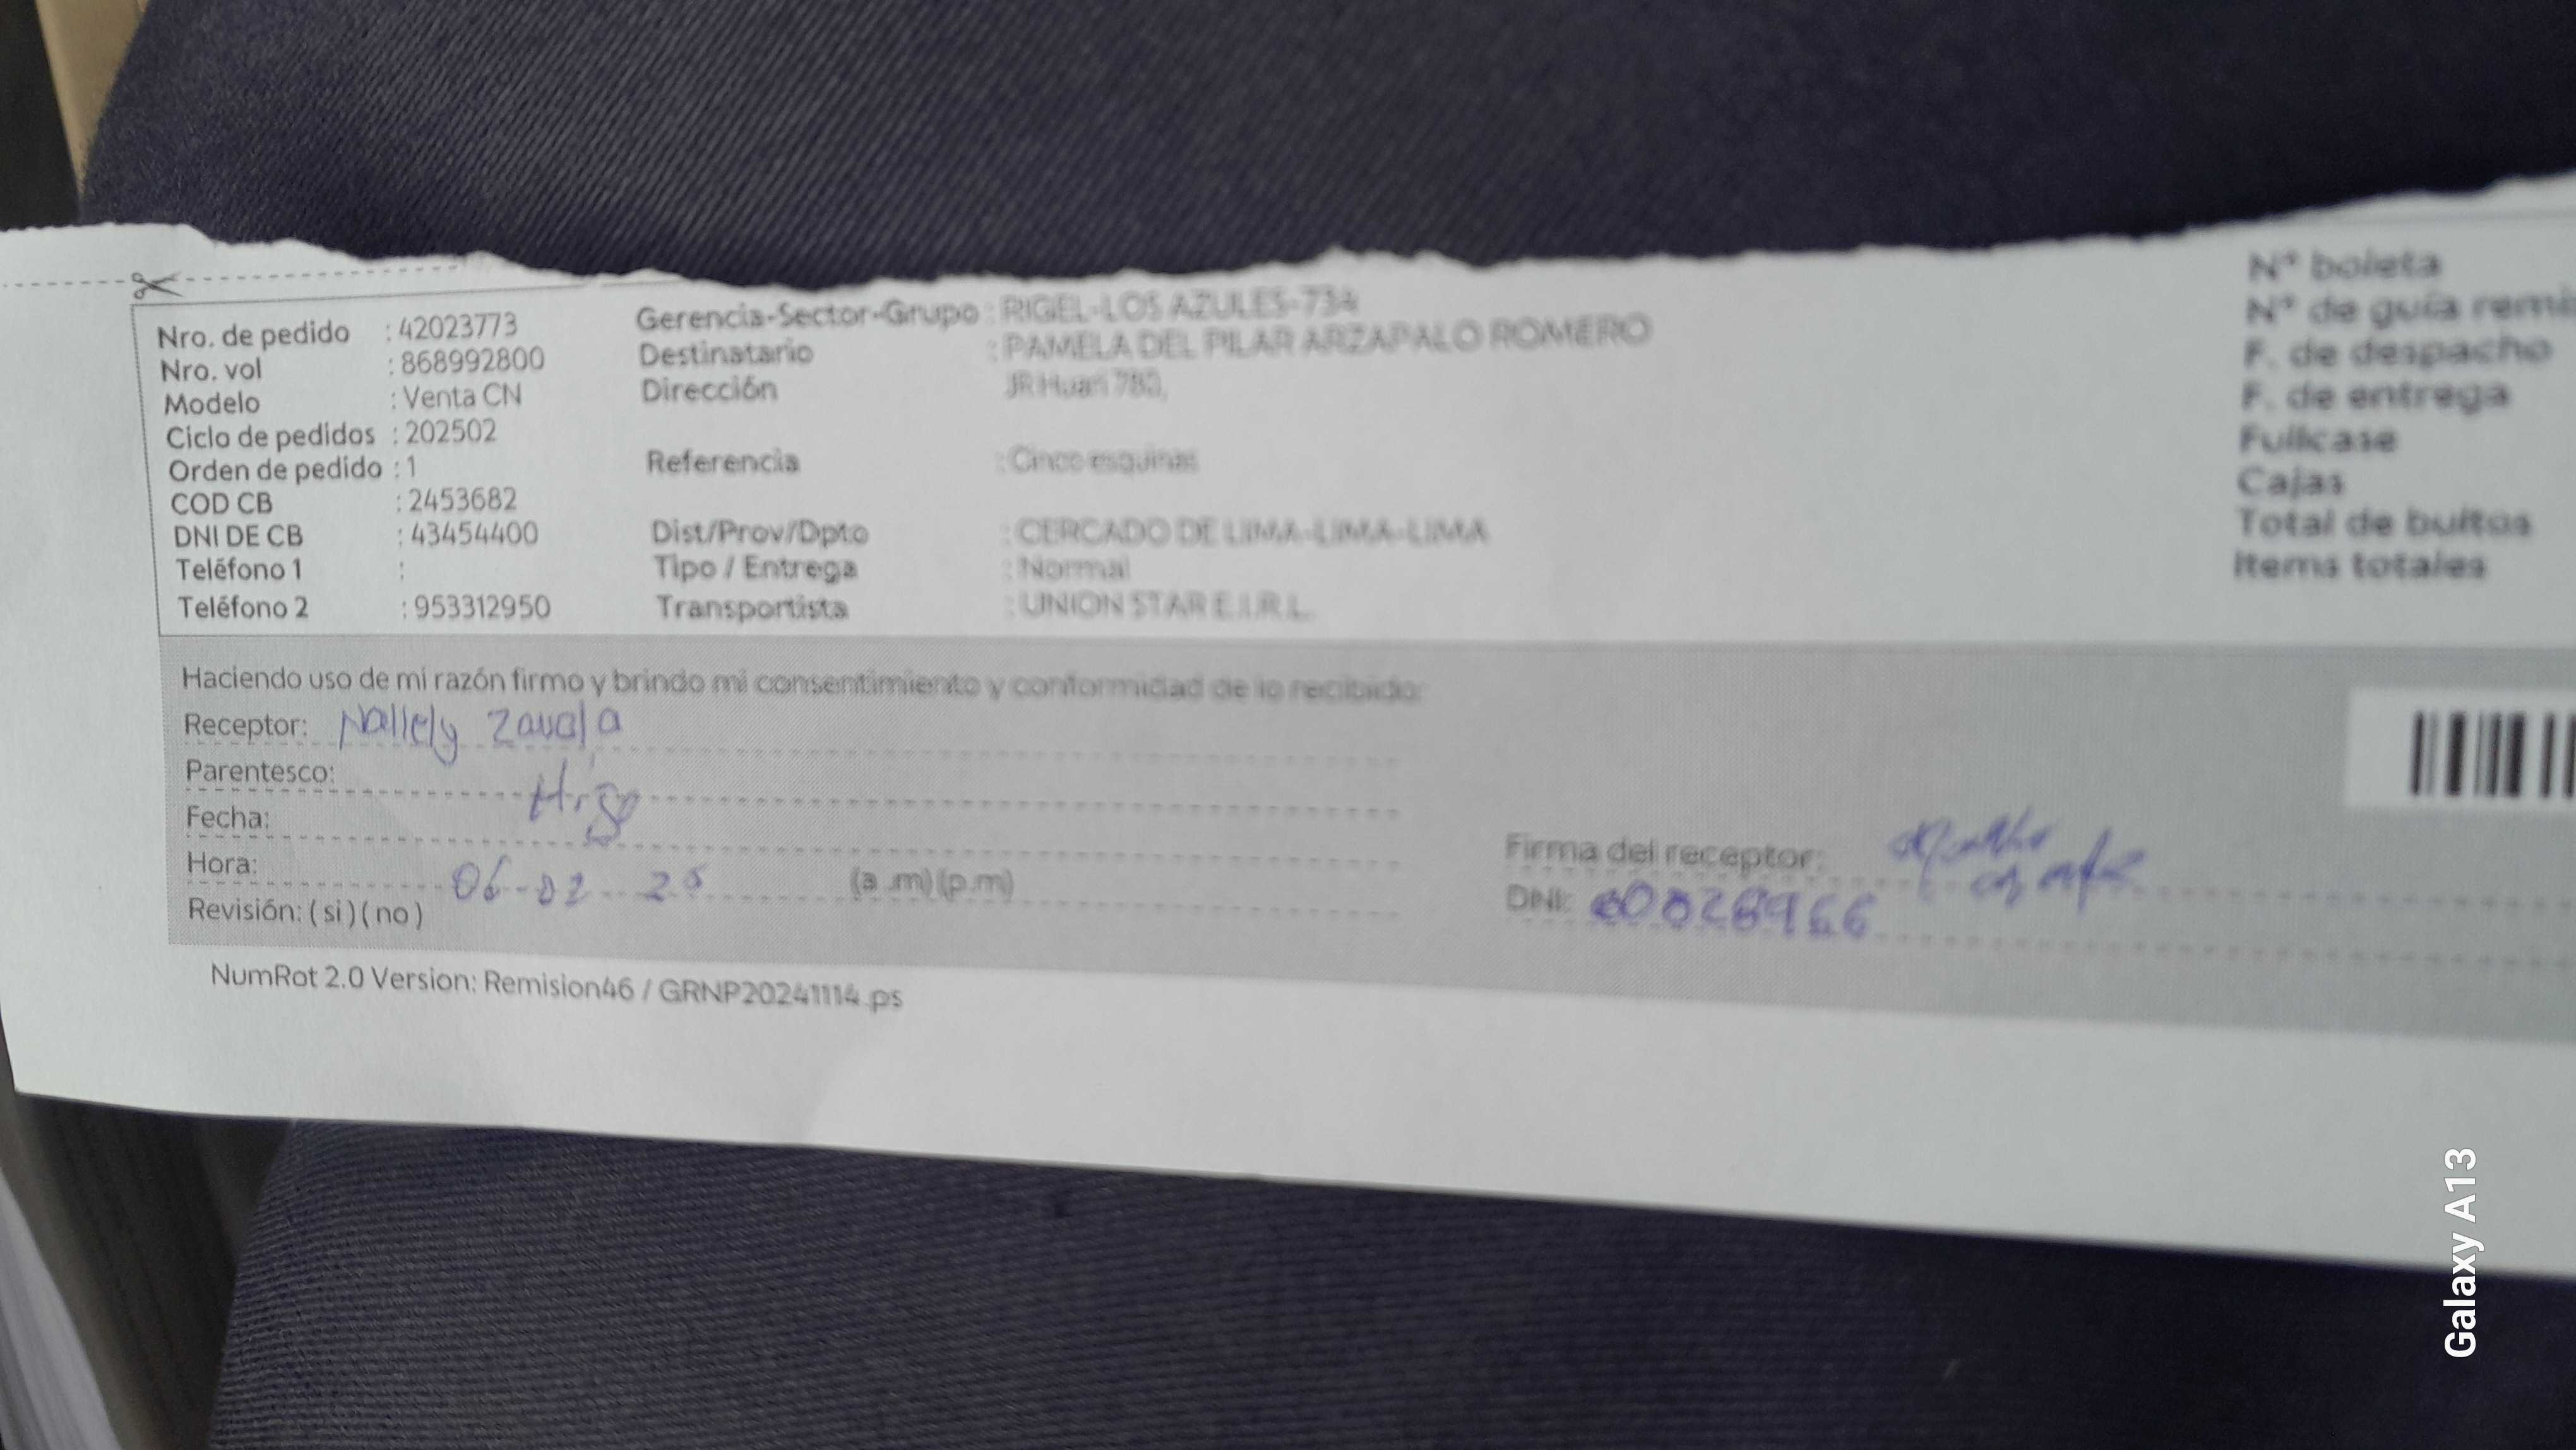 Nro. de pedido : 42023773
Nro. vol : 868992800
Modelo : Venta CN
Ciclo de pedidos : 202502
Orden de pedido : 1
COD CB : 2453682
DNI DE CB : 43454400
Teléfono 1 :
Teléfono 2 : 953312950
Gerencia-Sector-Grupo : RIGEL-LOS AZULES-734
Destinatario : PAMELA DEL PILAR ARZAPALO ROMERO
Dirección JR Huari 780,
Referencia : Cinco esquinas
Dist/Prov/Dpto : CERCADO DE LIMA-LIMA-LIMA
Tipo / Entrega : Normal
Transportista : UNION STAR E.I.R.L.
N° boleta
N° de guía remi
F. de despacho
F. de entrega
Fullcase
Cajas
Total de bultos
Items totales
Haciendo uso de mi razón firmo y brindo mi consentimiento y conformidad de lo recibido:
Receptor: Nallely Zavala
Parentesco:
Fecha:
Hora: 06-02 25 (a .m) (p.m)
Revisión: ( si ) ( no )
Firma del receptor:
DNI:
NumRot 2.0 Version: Remision46 / GRNP20241114.ps
Galaxy A13